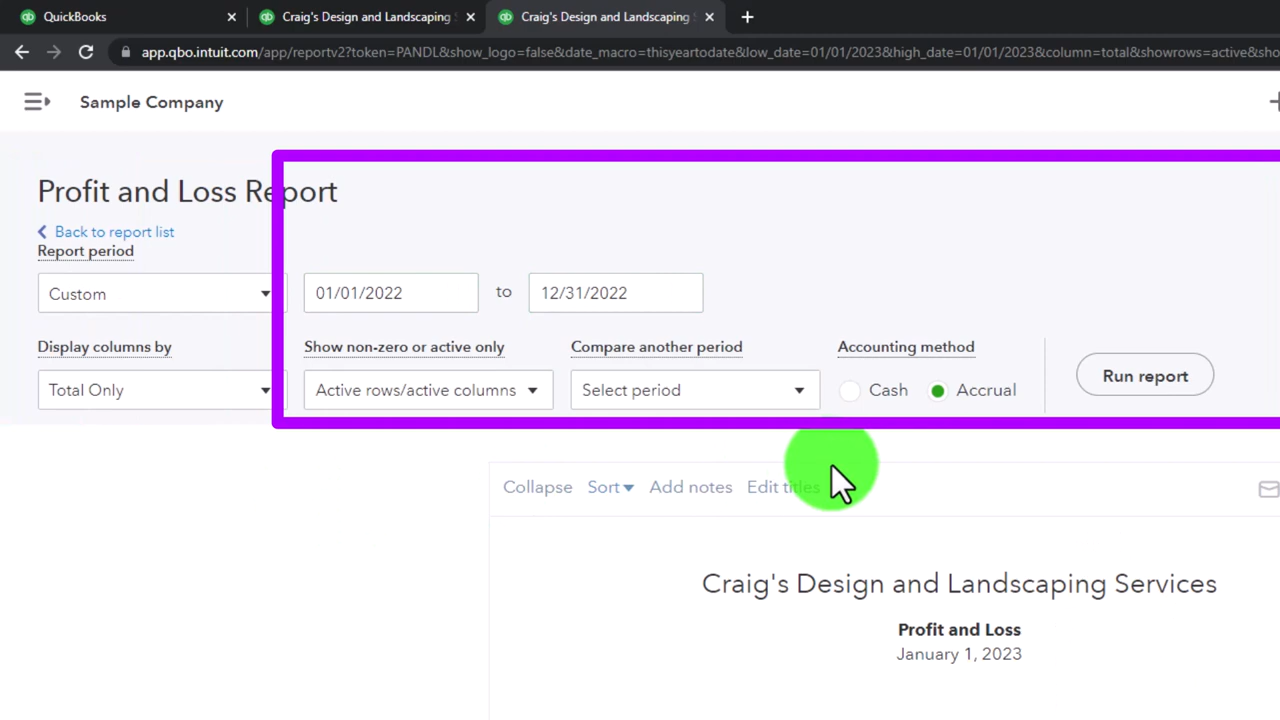 QuickBooks
Craig's Design and Landscaping
Craig's Design and Landscaping
app.qbo.intuit.com/app/reportv2?token=PANDL&show_logo=false&date_macro=thisyeartodate&low_date=01/01/2023&high_date=01/01/2023&column=total&showrows=active&sho
Sample Company
Profit and Loss Report
Back to report list
Report period
Custom 01/01/2022 to 12/31/2022
Display columns by Show non-zero or active only Compare another period Accounting method
Total Only Active rows/active columns Select period Cash Accrual Run report
Collapse Sort Add notes Edit titles
Craig's Design and Landscaping Services
Profit and Loss
January 1, 2023